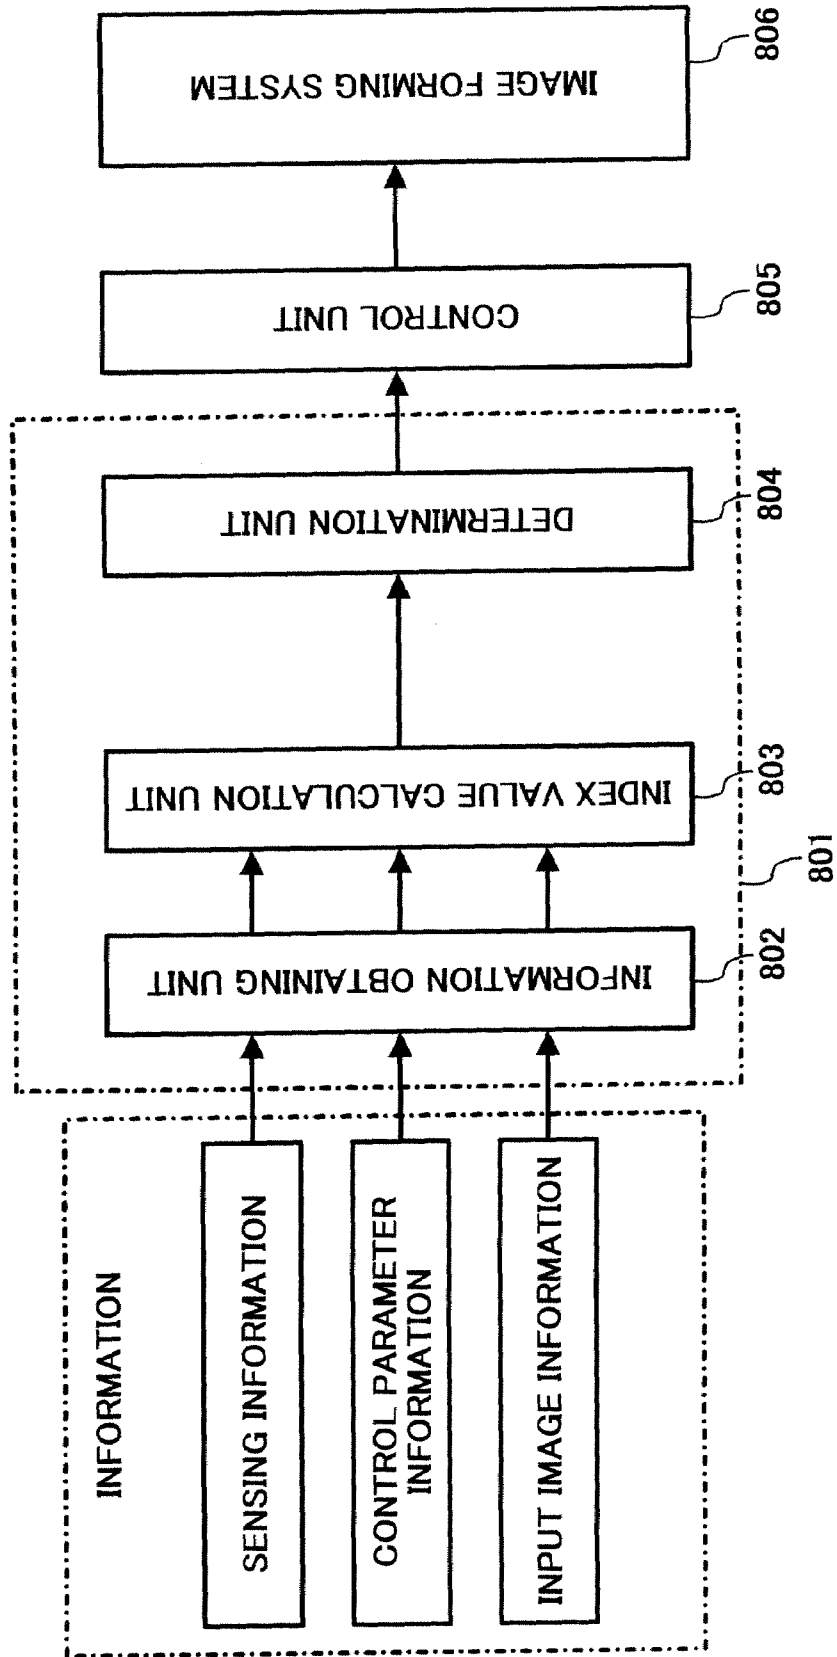 INFORMATION
SENSING INFORMATION
CONTROL PARAMETER
INFORMATION
INPUT IMAGE INFORMATION
INFORMATION OBTAINING UNIT
802
INDEX VALUE CALCULATION UNIT
803
801
DETERMINATION UNIT
804
CONTROL UNIT
805
IMAGE FORMING SYSTEM
806